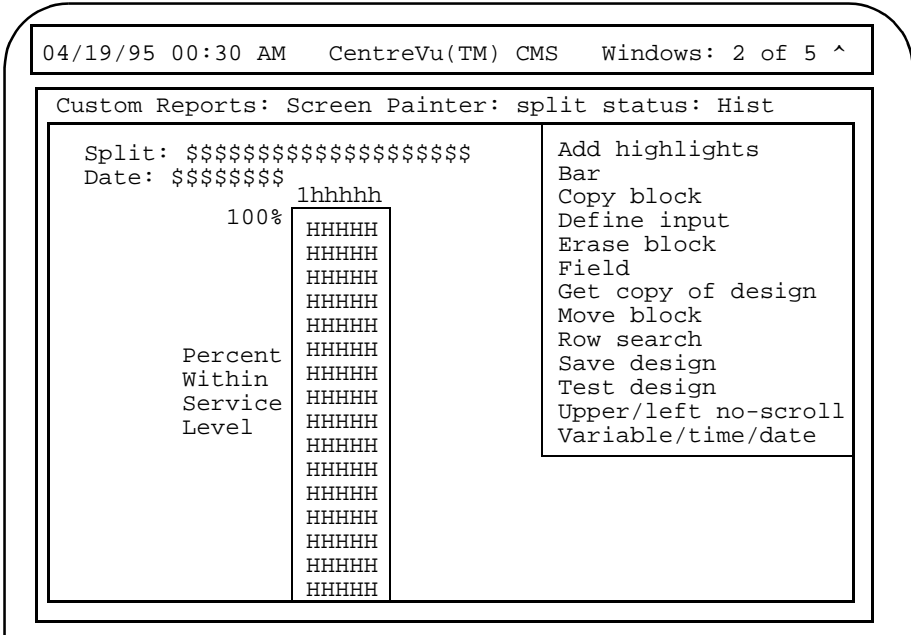 04/19/95 00:30 AM CentreVu(TM) CMS Windows: 2 of 5 ^
Custom Reports: Screen Painter: split status: Hist
Split: $$$$$$$$$$$$$$$$$$$$
Date: $$$$$$$$
1hhhhh
100%
HHHHH
HHHHH
HHHHH
HHHHH
HHHHH
Percent HHHHH
Within HHHHH
Service HHHHH
Level HHHHH
HHHHH
HHHHH
HHHHH
HHHHH
HHHHH
HHHHH
HHHHH
Add highlights
Bar
Copy block
Define input
Erase block
Field
Get copy of design
Move block
Row search
Save design
Test design
Upper/left no-scroll
Variable/time/date